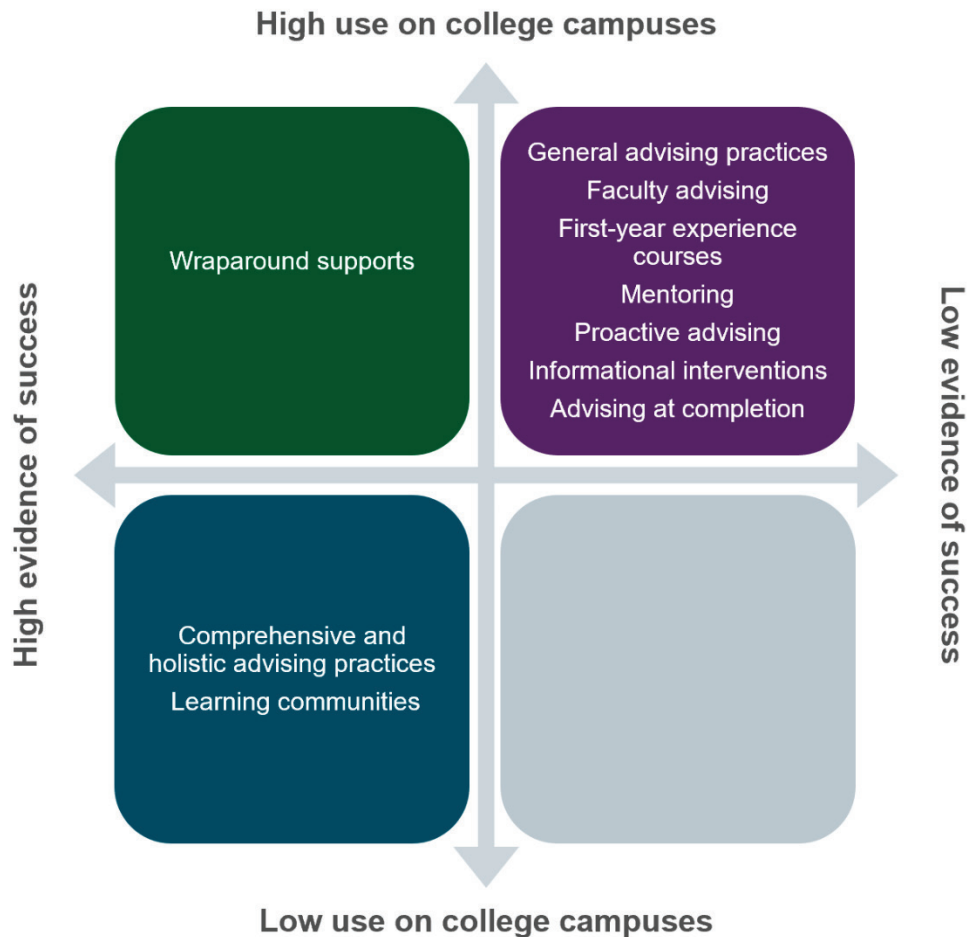 High use on college campuses
General advising practices
Faculty advising
First-year experience
courses
Mentoring
Proactive advising
Informational interventions
Advising at completion
Wraparound supports
High evidence of success
Low evidence of success
Comprehensive and
holistic advising practices
Learning communities
Low use on college campuses